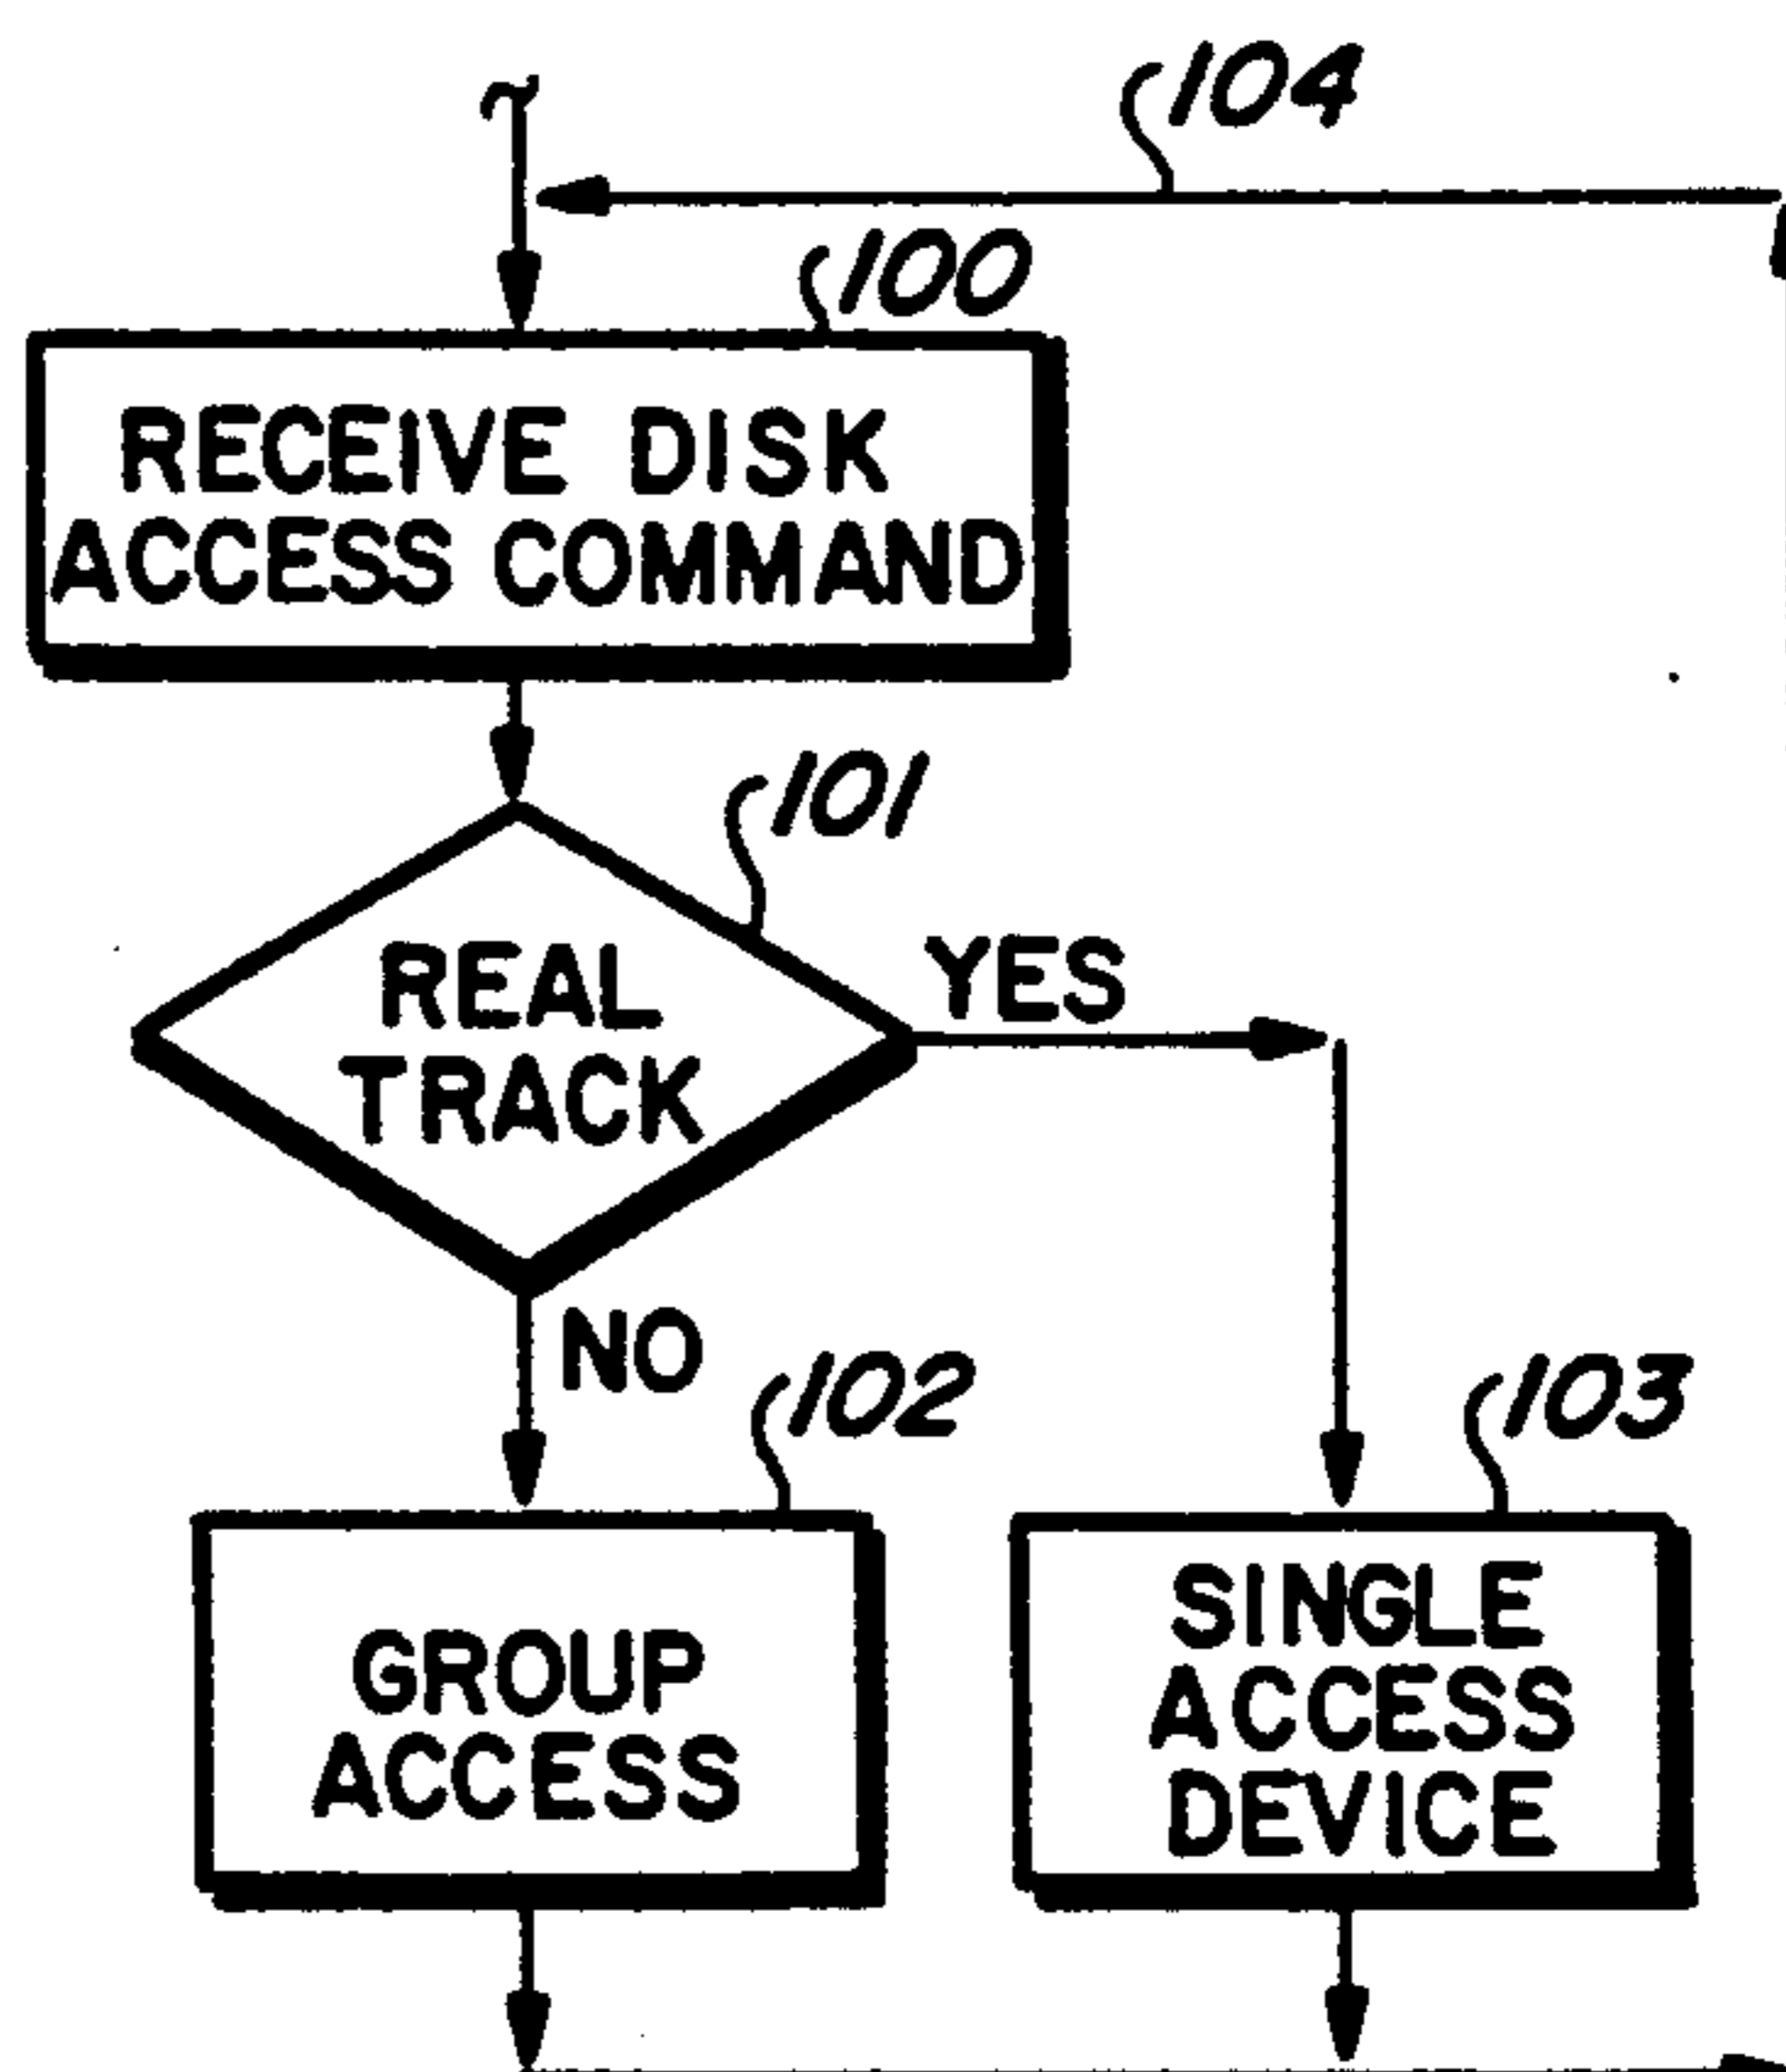 104
100
RECEIVE DISK
ACCESS COMMAND
101
REAL
TRACK
YES
NO
102
103
GROUP
ACCESS
SINGLE
ACCESS
DEVICE